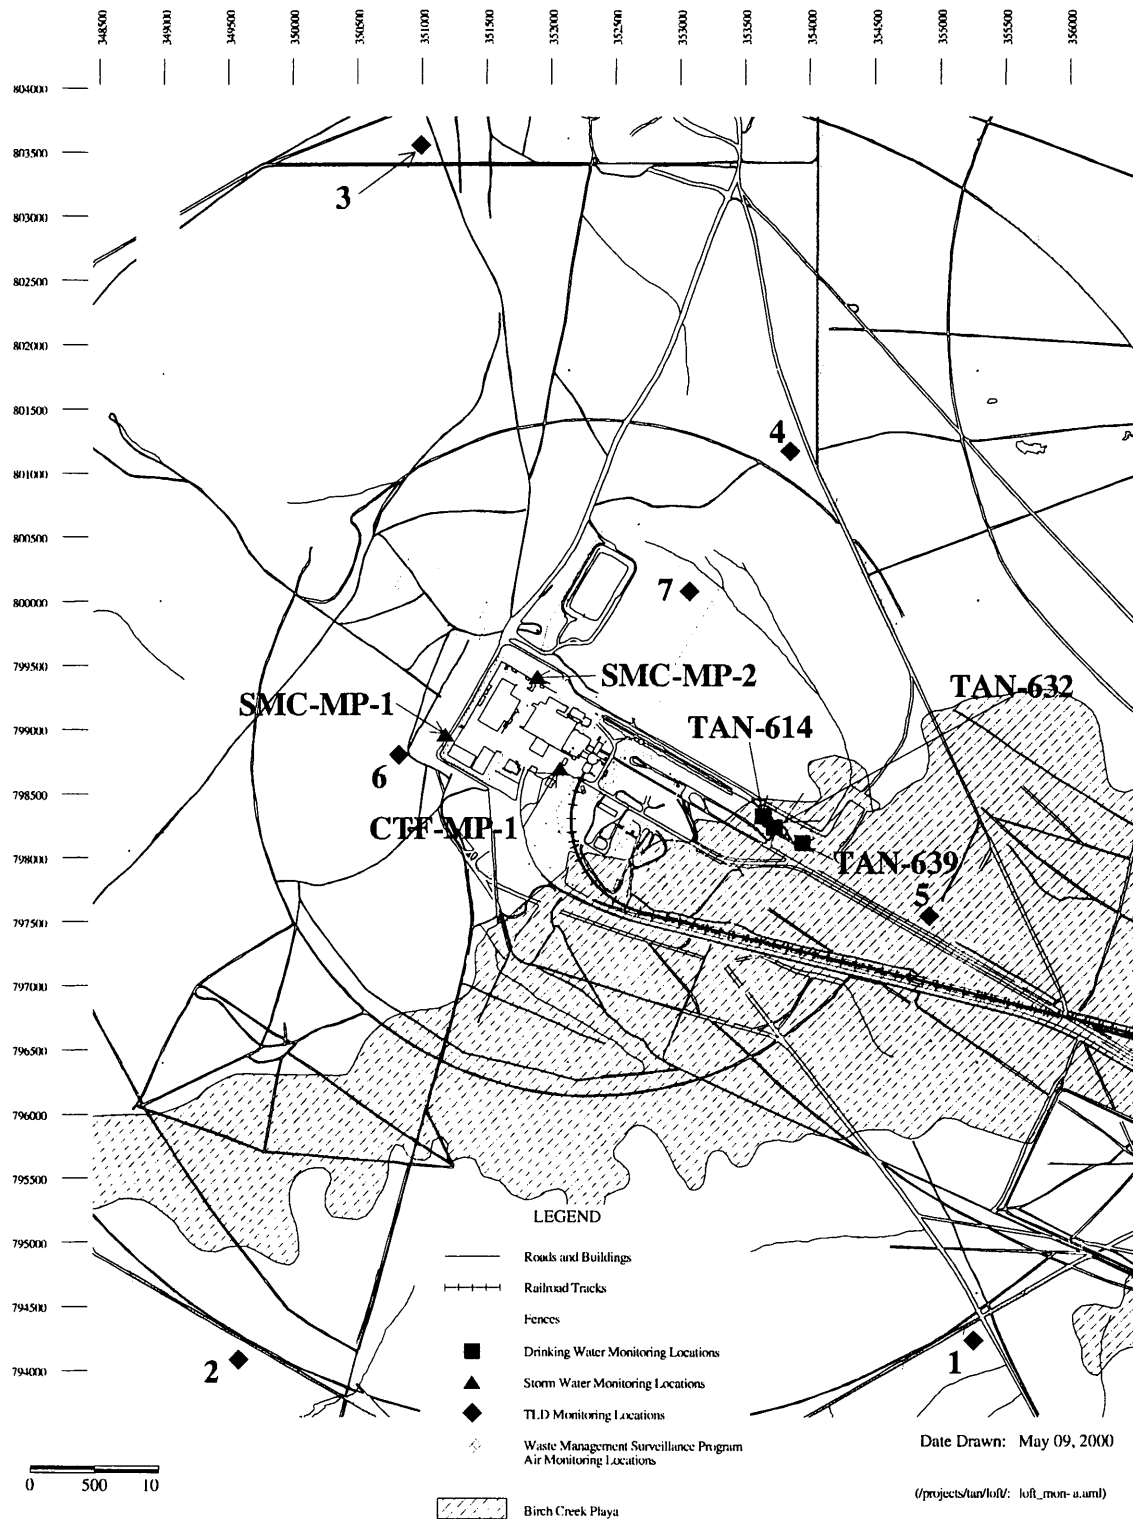 348500 349000 349500 350000 350500 351000 351500 352000 352500 353000 353500 354000 354500 355000 355500 356000
804000
803500
3
803000
802500
802000
801500
4
801000
800500
7
800000
799500
SMC-MP-2
TAN-632
SMC-MP-1
TAN-614
799000
6
798500
CTF-MP-1
798000
TAN-639
5
797500
797000
796500
796000
795500
LEGEND
795000
Roads and Buildings
Railroad Tracks
794500
Fences
Drinking Water Monitoring Locations
1
2
794000
Storm Water Monitoring Locations
TLD Monitoring Locations
Waste Management Surveillance Program
Air Monitoring Locations
Date Drawn: May 09, 2000
0 500 10
(/projects/tan/loft/: loft_mon- a.aml)
Birch Creek Playa